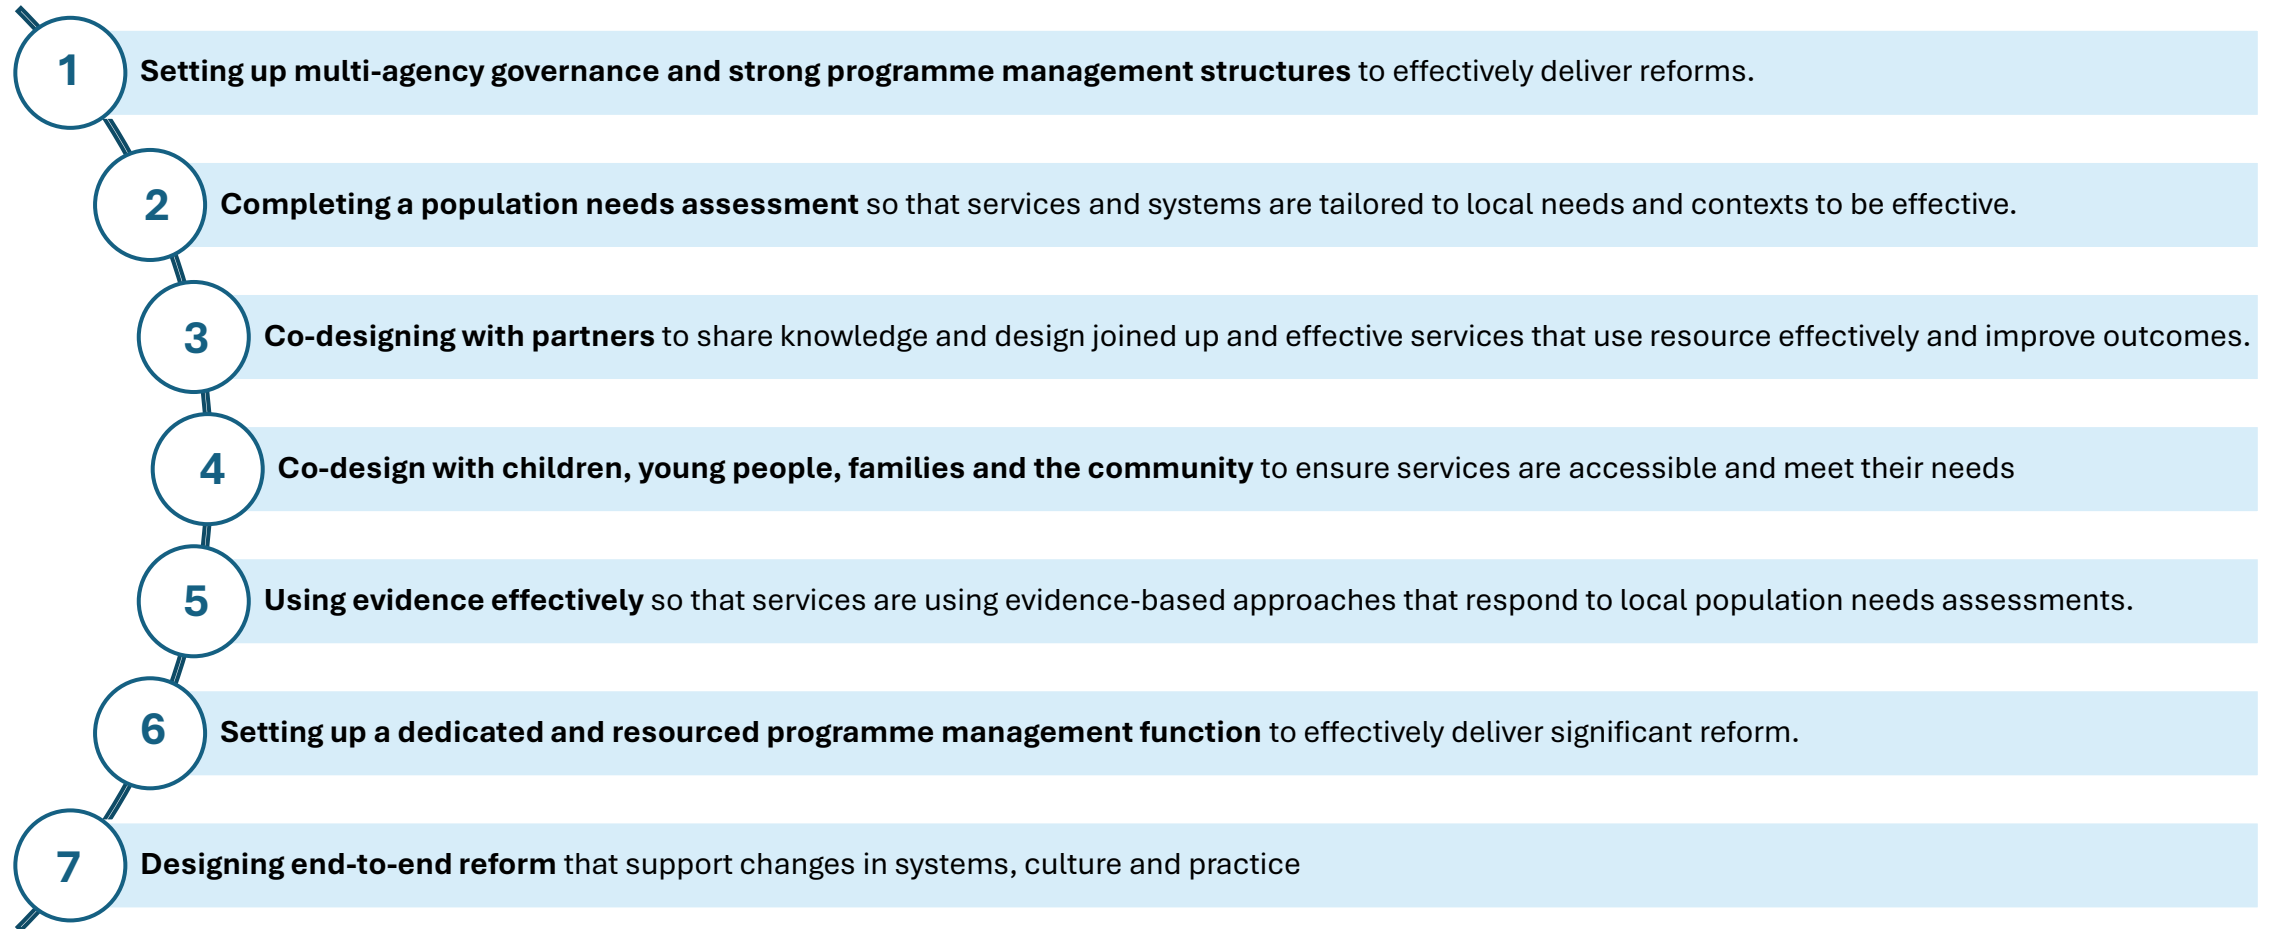 1
Setting up multi-agency governance and strong programme management structures to effectively deliver reforms.
2
Completing a population needs assessment so that services and systems are tailored to local needs and contexts to be effective.
3
Co-designing with partners to share knowledge and design joined up and effective services that use resource effectively and improve outcomes.
4
Co-design with children, young people, families and the community to ensure services are accessible and meet their needs
5
Using evidence effectively so that services are using evidence-based approaches that respond to local population needs assessments.
6
Setting up a dedicated and resourced programme management function to effectively deliver significant reform.
7
Designing end-to-end reform that support changes in systems, culture and practice